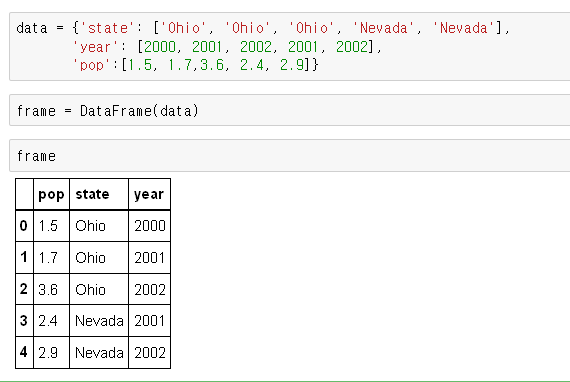 data = {'state': ['Ohio', 'Ohio', 'Ohio', 'Nevada', 'Nevada'],
'year': [2000, 2001, 2002, 2001, 2002],
'pop':[1.5, 1.7,3.6, 2.4, 2.9]}
frame = DataFrame(data)
frame
pop state year
0 1.5 Ohio 2000
1 1.7 Ohio 2001
2 3.6 Ohio 2002
3 2.4 Nevada 2001
4 2.9 Nevada 2002